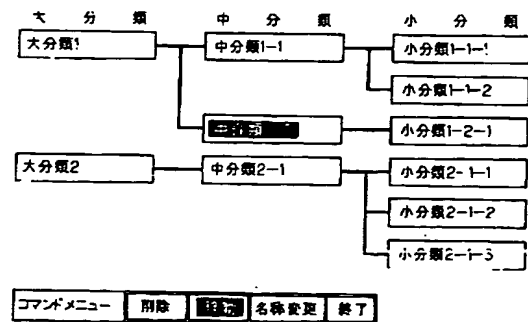 大分類 中分類 小分類
大分類1 中分類1-1 小分類1-1-1
小分類1-1-2
中分類 小分類1-2-1
大分類2 中分類2-1 小分類2-1-1
小分類2-1-2
小分類2-1-3
コマンドメニュー 削除 名称変更 終了